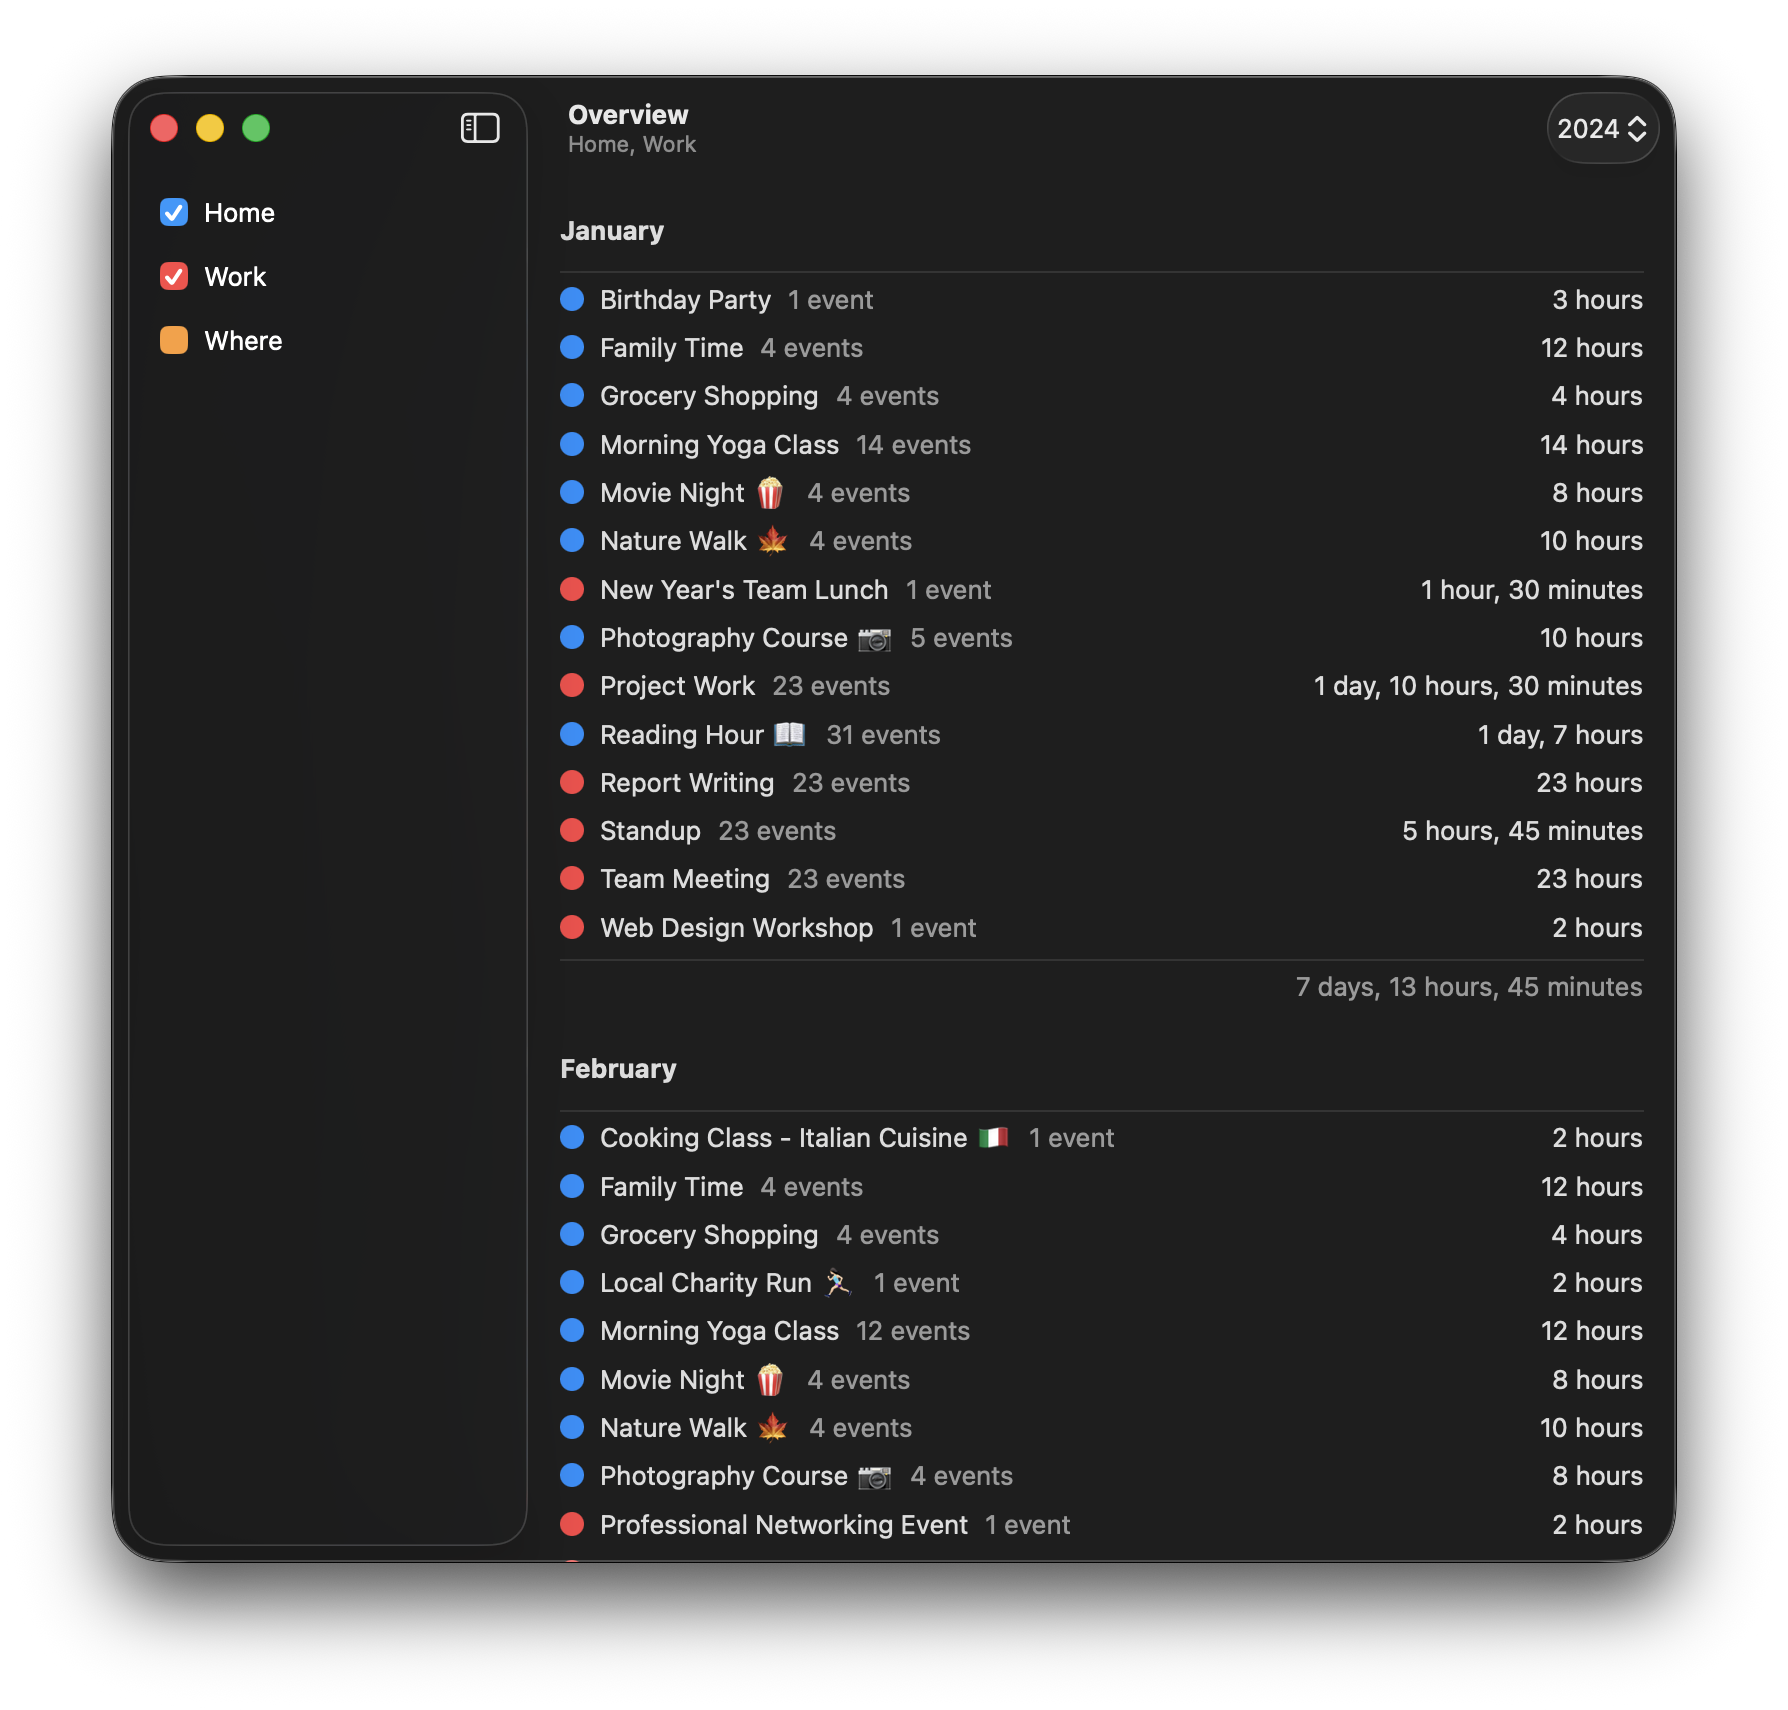 Home
Work
Where
Overview
Home, Work
2024
January
Birthday Party 1 event 3 hours
Family Time 4 events 12 hours
Grocery Shopping 4 events 4 hours
Morning Yoga Class 14 events 14 hours
Movie Night 🍿 4 events 8 hours
Nature Walk 🍁 4 events 10 hours
New Year's Team Lunch 1 event 1 hour, 30 minutes
Photography Course 📷 5 events 10 hours
Project Work 23 events 1 day, 10 hours, 30 minutes
Reading Hour 📖 31 events 1 day, 7 hours
Report Writing 23 events 23 hours
Standup 23 events 5 hours, 45 minutes
Team Meeting 23 events 23 hours
Web Design Workshop 1 event 2 hours
7 days, 13 hours, 45 minutes
February
Cooking Class - Italian Cuisine 🇮🇹 1 event 2 hours
Family Time 4 events 12 hours
Grocery Shopping 4 events 4 hours
Local Charity Run 🏃🏻‍♀️ 1 event 2 hours
Morning Yoga Class 12 events 12 hours
Movie Night 🍿 4 events 8 hours
Nature Walk 🍁 4 events 10 hours
Photography Course 📷 4 events 8 hours
Professional Networking Event 1 event 2 hours